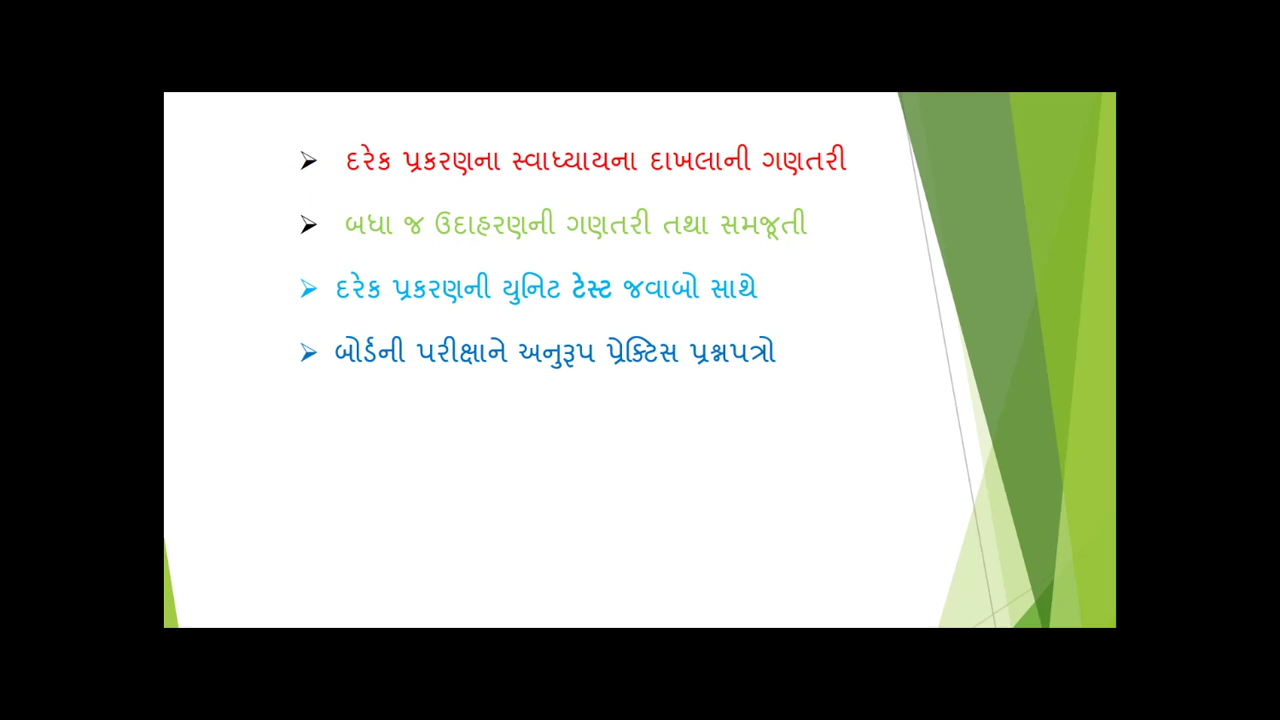 ➢ દરેક પ્રકરણના સ્વાધ્યાયના દાખલાની ગણતરી
➢ બધા જ ઉદાહરણની ગણતરી તથા સમજૂતી
➢ દરેક પ્રકરણની યુનિટ ટેસ્ટ જવાબો સાથે
➢ બોર્ડની પરીક્ષાને અનુરૂપ પ્રેક્ટિસ પ્રશ્નપત્રો